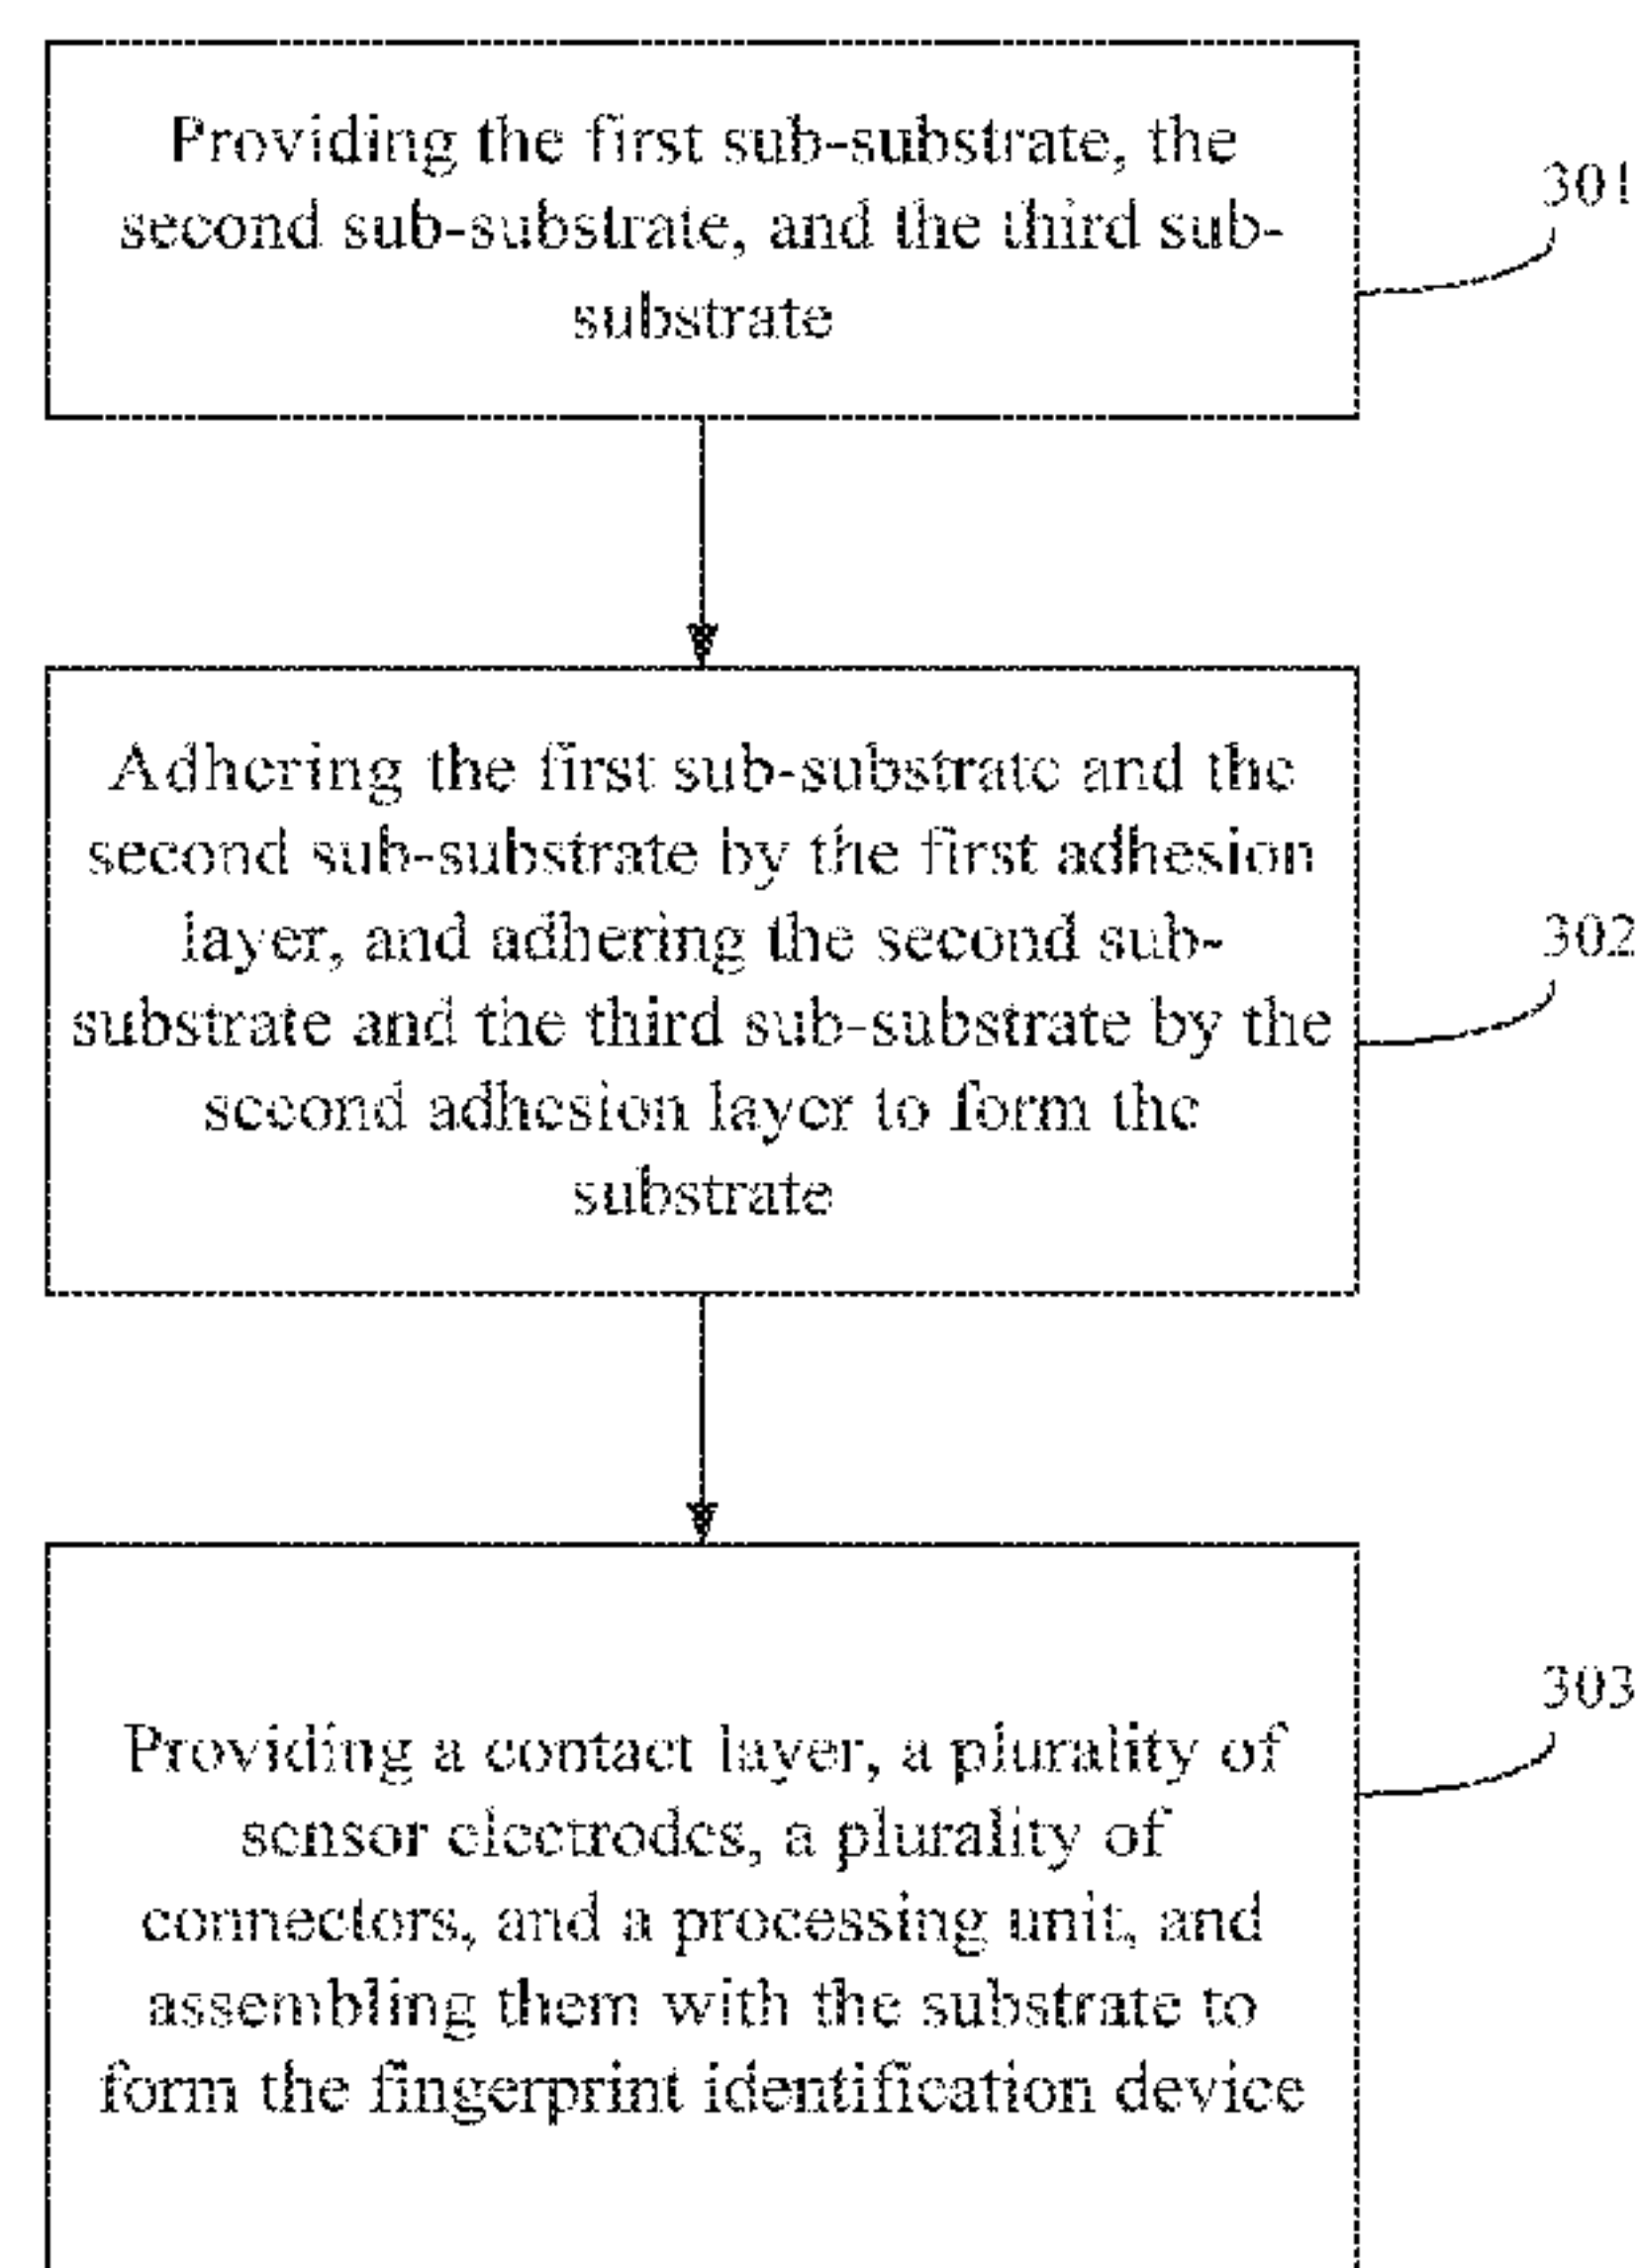 Providing the first sub-substrate, the
second sub-substrate, and the third sub-
substrate
301
Adhering the first sub-substrate and the
second sub-substrate by the first adhesion
layer, and adhering the second sub-
substrate and the third sub-substrate by the
second adhesion layer to form the
substrate
302
Providing a contact layer, a plurality of
sensor electrodes, a plurality of
connectors, and a processing unit, and
assembling them with the substrate to
form the fingerprint identification device
303